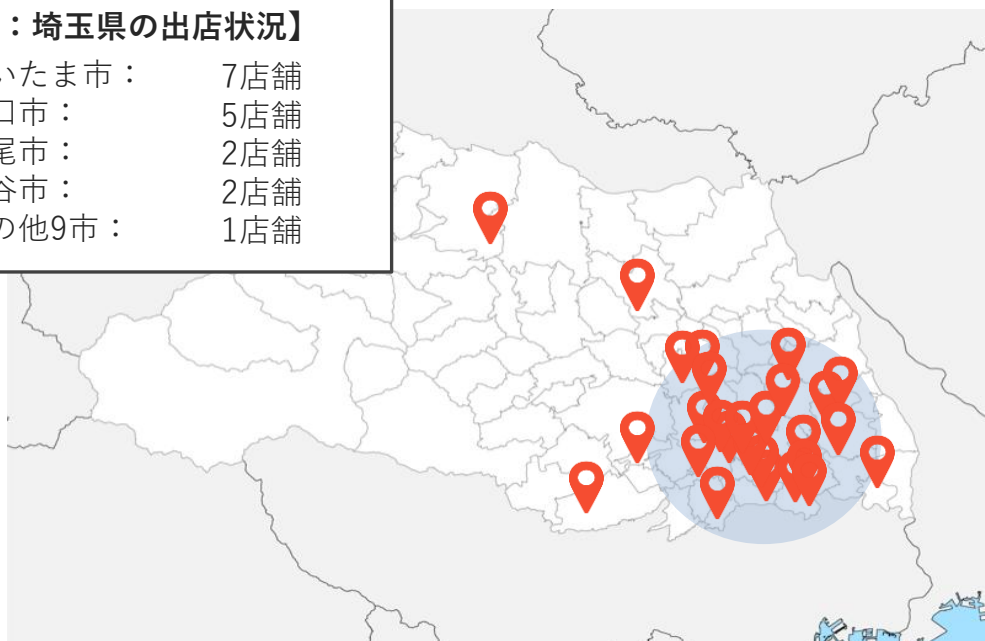 ：埼玉県の出店状況】
いたま市： 7店舗
口市： 5店舗
尾市： 2店舗
谷市： 2店舗
の他9市： 1店舗